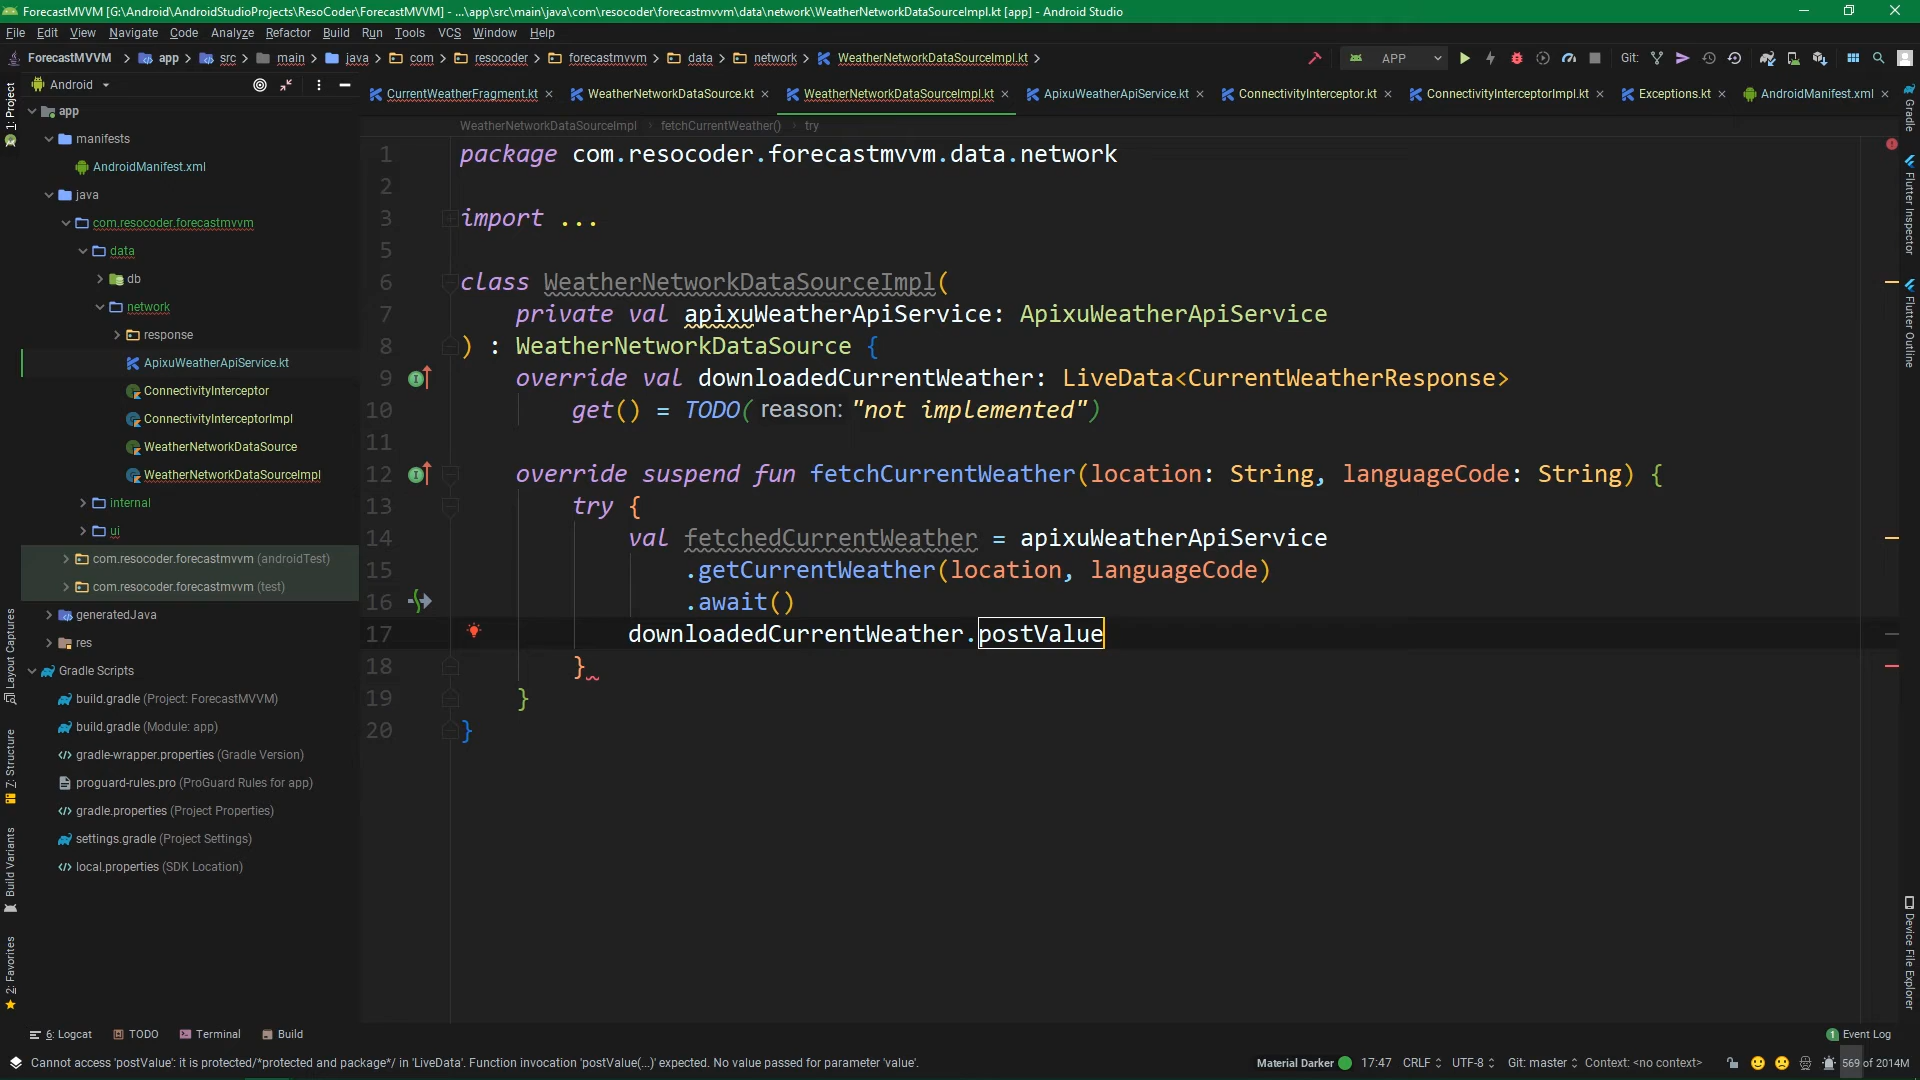 ForecastMVVM [G:\Android\AndroidStudioProjects\ResoCoder\ForecastMVVM] - ...\app\src\main\java\com\resocoder\forecastmvvm\data\network\WeatherNetworkDataSourceImpl.kt [app] - Android Studio
File Edit View Navigate Code Analyze Refactor Build Run Tools VCS Window Help
ForecastMVVM app src main java com resocoder forecastmvvm data network WeatherNetworkDataSourceImpl.kt APP Git:
Android
CurrentWeatherFragment.kt WeatherNetworkDataSource.kt WeatherNetworkDataSourceImpl.kt ApixuWeatherApiService.kt ConnectivityInterceptor.kt ConnectivityInterceptorImpl.kt Exceptions.kt AndroidManifest.xml
WeatherNetworkDataSourceImpl fetchCurrentWeather() try
1: Project
Layout Captures
7: Structure
Build Variants
2: Favorites
app
manifests
AndroidManifest.xml
java
com.resocoder.forecastmvvm
data
db
network
response
ApixuWeatherApiService.kt
ConnectivityInterceptor
ConnectivityInterceptorImpl
WeatherNetworkDataSource
WeatherNetworkDataSourceImpl
internal
ui
com.resocoder.forecastmvvm (androidTest)
com.resocoder.forecastmvvm (test)
generatedJava
res
Gradle Scripts
build.gradle (Project: ForecastMVVM)
build.gradle (Module: app)
gradle-wrapper.properties (Gradle Version)
proguard-rules.pro (ProGuard Rules for app)
gradle.properties (Project Properties)
settings.gradle (Project Settings)
local.properties (SDK Location)
1 package com.resocoder.forecastmvvm.data.network
2
3 import ...
5
6 class WeatherNetworkDataSourceImpl(
7 private val apixuWeatherApiService: ApixuWeatherApiService
8 ) : WeatherNetworkDataSource {
9 override val downloadedCurrentWeather: LiveData<CurrentWeatherResponse>
10 get() = TODO( reason: "not implemented")
11
12 override suspend fun fetchCurrentWeather(location: String, languageCode: String) {
13 try {
14 val fetchedCurrentWeather = apixuWeatherApiService
15 .getCurrentWeather(location, languageCode)
16 .await()
17 downloadedCurrentWeather.postValue
18 }
19 }
20 }
Gradle
Flutter Inspector
Flutter Outline
Device File Explorer
6: Logcat TODO Terminal Build Event Log
Cannot access 'postValue': it is protected/*protected and package*/ in 'LiveData'. Function invocation 'postValue(...)' expected. No value passed for parameter 'value'. Material Darker 17:47 CRLF UTF-8 Git: master Context: <no context> 569 of 2014M